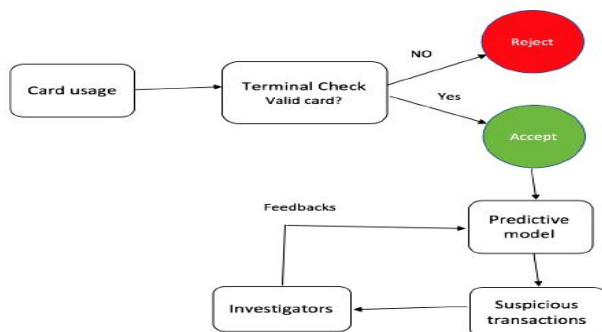 NO
Reject
Card usage
Terminal Check
Valid card?
Yes
Accept
Feedbacks
Predictive
model
Investigators
Suspicious
transactions